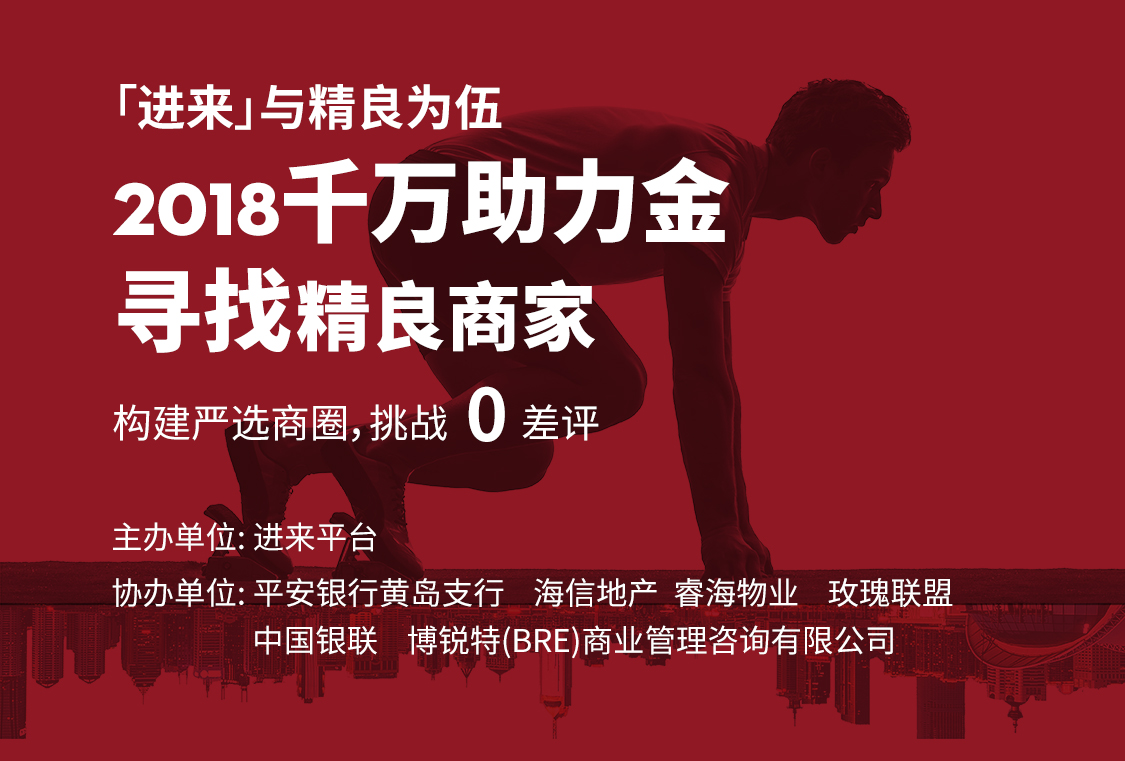 「进来」与精良为伍
2018千万助力金
寻找精良商家
构建严选商圈,挑战 0 差评
主办单位: 进来平台
协办单位: 平安银行黄岛支行 海信地产 睿海物业 玫瑰联盟
中国银联 博锐特(BRE)商业管理咨询有限公司